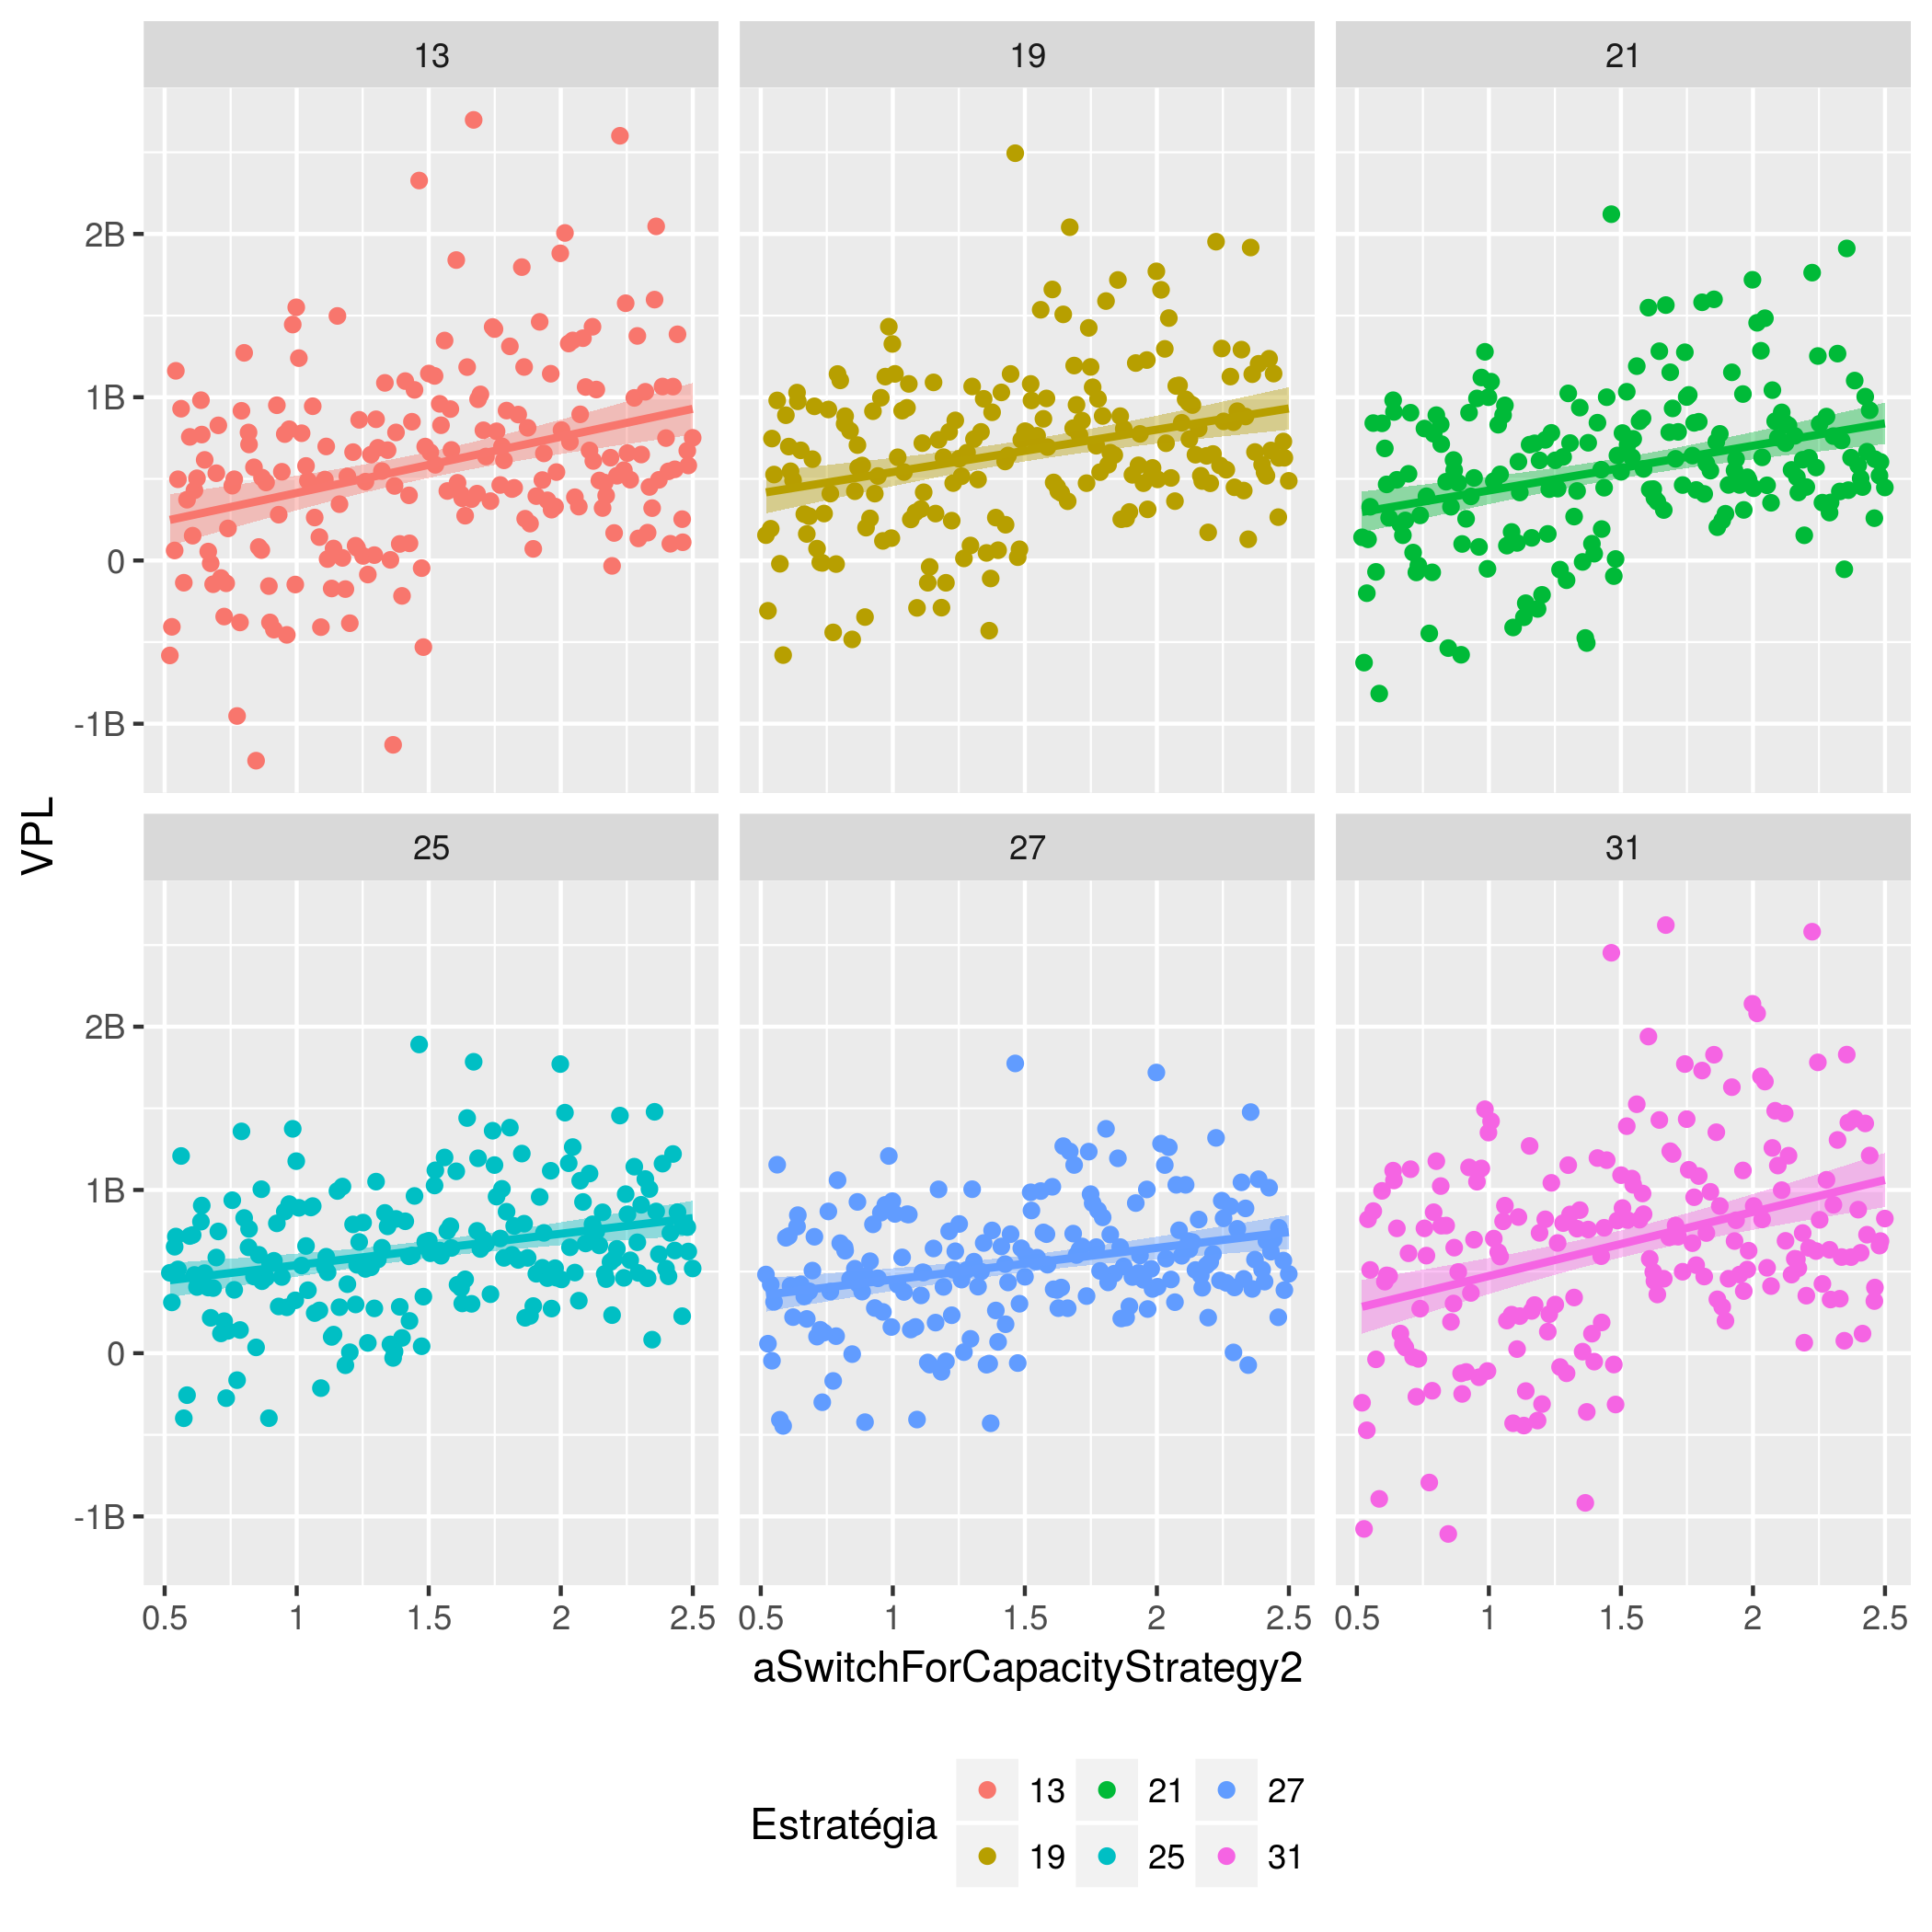 13 19 21
2B
1B
0
-1B
VPL
25 27 31
2B
1B
0
-1B
0.5 1 1.5 2 2.5 0.5 1 1.5 2 2.5 0.5 1 1.5 2 2.5
aSwitchForCapacityStrategy2
Estratégia
13 21 27
19 25 31